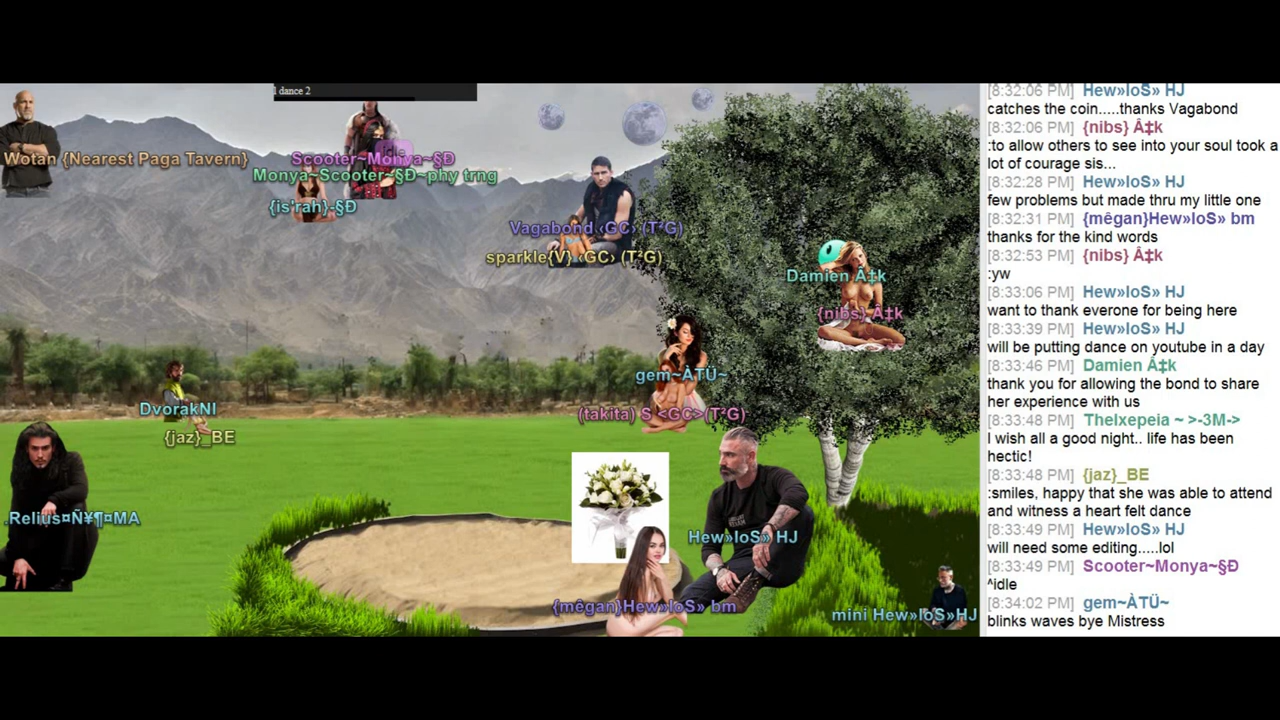 l dance 2
Wotan {Nearest Paga Tavern}
Scooter~Monya~§Ð
Monya~Scooter~§Ð~phy trng
{is'rah}-§Ð
Vagabond ‹GC› (T²G)
sparkle{V} ‹GC› (T²G)
Damien Â‡k
{nibs} Â‡k
gem~ÀTÜ~
DvorakNI
(takita) S <GC>(T²G)
{jaz}_BE
.Relius¤Ñ¥¶¤MA
Hew»loS» HJ
{mêgan}Hew»loS» bm
mini Hew»loS»HJ
[8:32:06 PM] Hew»loS» HJ
catches the coin.....thanks Vagabond
[8:32:06 PM] {nibs} Â‡k
:to allow others to see into your soul took a
lot of courage sis...
[8:32:28 PM] Hew»loS» HJ
few problems but made thru my little one
[8:32:31 PM] {mêgan}Hew»loS» bm
thanks for the kind words
[8:32:53 PM] {nibs} Â‡k
:yw
[8:33:06 PM] Hew»loS» HJ
want to thank everone for being here
[8:33:39 PM] Hew»loS» HJ
will be putting dance on youtube in a day
[8:33:46 PM] Damien Â‡k
thank you for allowing the bond to share
her experience with us
[8:33:48 PM] Thelxepeia ~ >-3M->
I wish all a good night.. life has been
hectic!
[8:33:48 PM] {jaz}_BE
:smiles, happy that she was able to attend
and witness a heart felt dance
[8:33:49 PM] Hew»loS» HJ
will need some editing.....lol
[8:33:49 PM] Scooter~Monya~§Ð
^idle
[8:34:02 PM] gem~ÀTÜ~
blinks waves bye Mistress